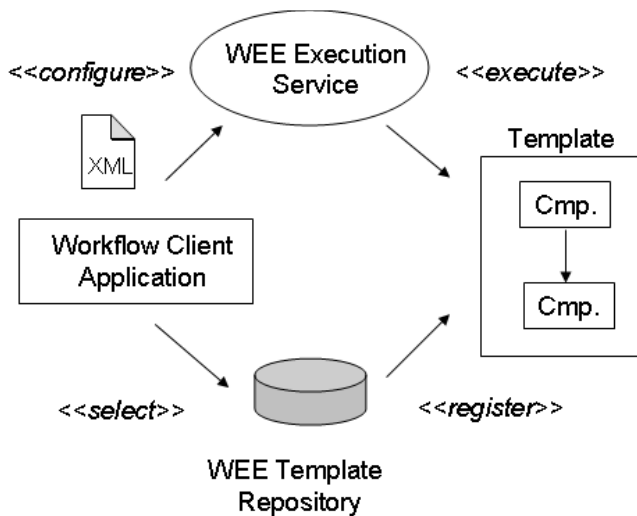 WEE Execution
Service
<<configure>>
<<execute>>
XML
Template
Cmp.
Cmp.
Workflow Client
Application
<<select>>
<<register>>
WEE Template
Repository